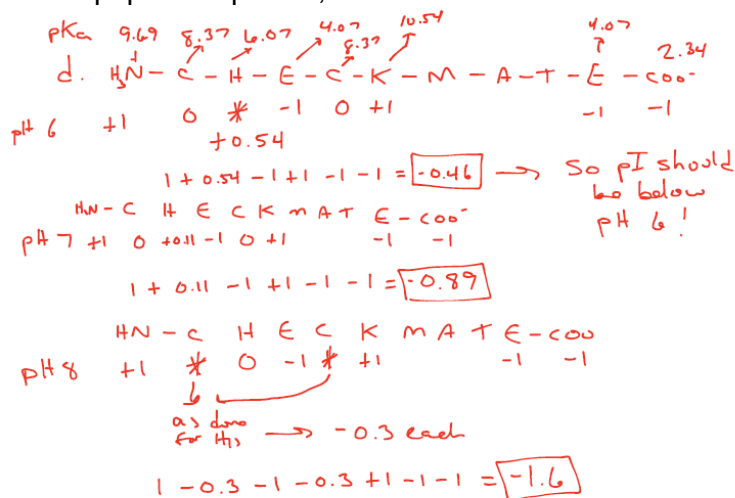 pKa 9.69 8.37 6.07 4.07 8.37 10.54 4.07 2.34
d. H3N+ - C - H - E - C - K - M - A - T - E - COO-
pH 6 +1 0 * -1 0 +1 -1 -1
+0.54
1 + 0.54 - 1 + 1 - 1 - 1 = -0.46 → So pI should be below pH 6!
HN - C H E C K M A T E - COO-
pH 7 +1 0 +0.11 -1 0 +1 -1 -1
1 + 0.11 - 1 + 1 - 1 - 1 = -0.89
HN - C H E C K M A T E - COO
pH 8 +1 * 0 -1 * +1 -1 -1
as done for His → -0.3 each
1 - 0.3 - 1 - 0.3 + 1 - 1 - 1 = -1.6